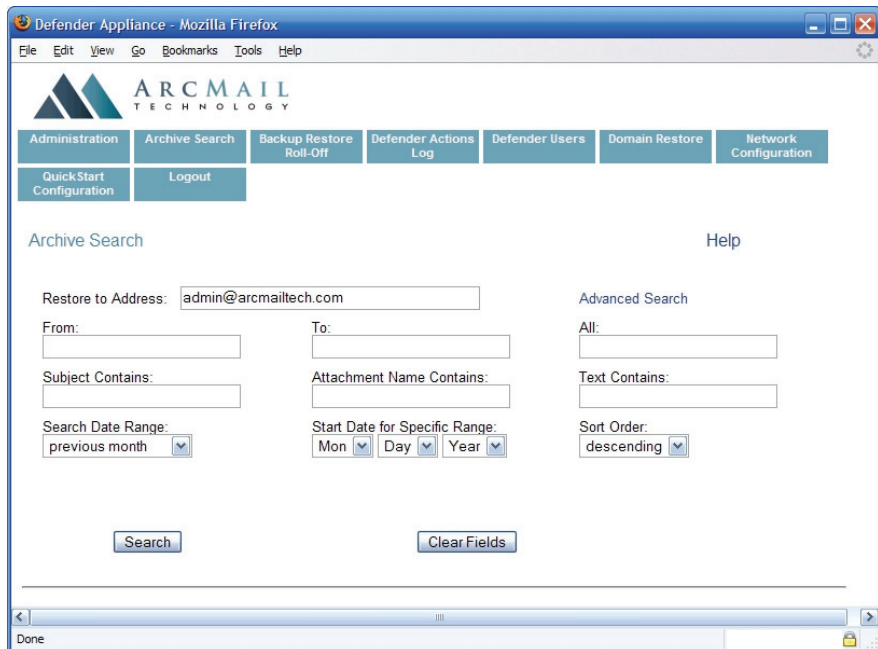 Defender Appliance - Mozilla Firefox
File Edit View Go Bookmarks Tools Help
ARCMAIL
TECHNOLOGY
Administration
Archive Search
Backup Restore
Roll-Off
Defender Actions
Log
Defender Users
Domain Restore
Network
Configuration
QuickStart
Configuration
Logout
Archive Search
Help
Restore to Address: admin@arcmailtech.com
Advanced Search
From: To: All:
Subject Contains: Attachment Name Contains: Text Contains:
Search Date Range: Start Date for Specific Range: Sort Order:
previous month Mon Day Year descending
Search Clear Fields
Done